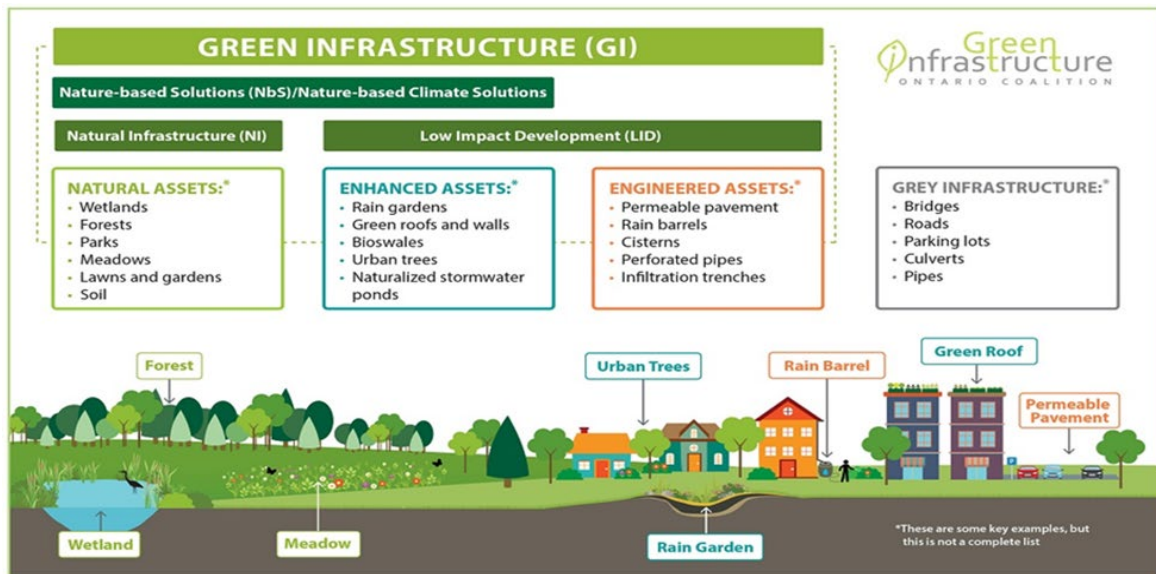 GREEN INFRASTRUCTURE (GI)
Green
infrastructure
ONTARIO COALITION
Nature-based Solutions (NbS)/Nature-based Climate Solutions
Natural Infrastructure (NI)
Low Impact Development (LID)
NATURAL ASSETS:*
• Wetlands
• Forests
• Parks
• Meadows
• Lawns and gardens
• Soil
ENHANCED ASSETS:*
• Rain gardens
• Green roofs and walls
• Bioswales
• Urban trees
• Naturalized stormwater
ponds
ENGINEERED ASSETS:*
• Permeable pavement
• Rain barrels
• Cisterns
• Perforated pipes
• Infiltration trenches
GREY INFRASTRUCTURE:*
• Bridges
• Roads
• Parking lots
• Culverts
• Pipes
Forest
Urban Trees
Rain Barrel
Green Roof
Permeable
Pavement
P
Wetland
Meadow
Rain Garden
*These are some key examples, but
this is not a complete list